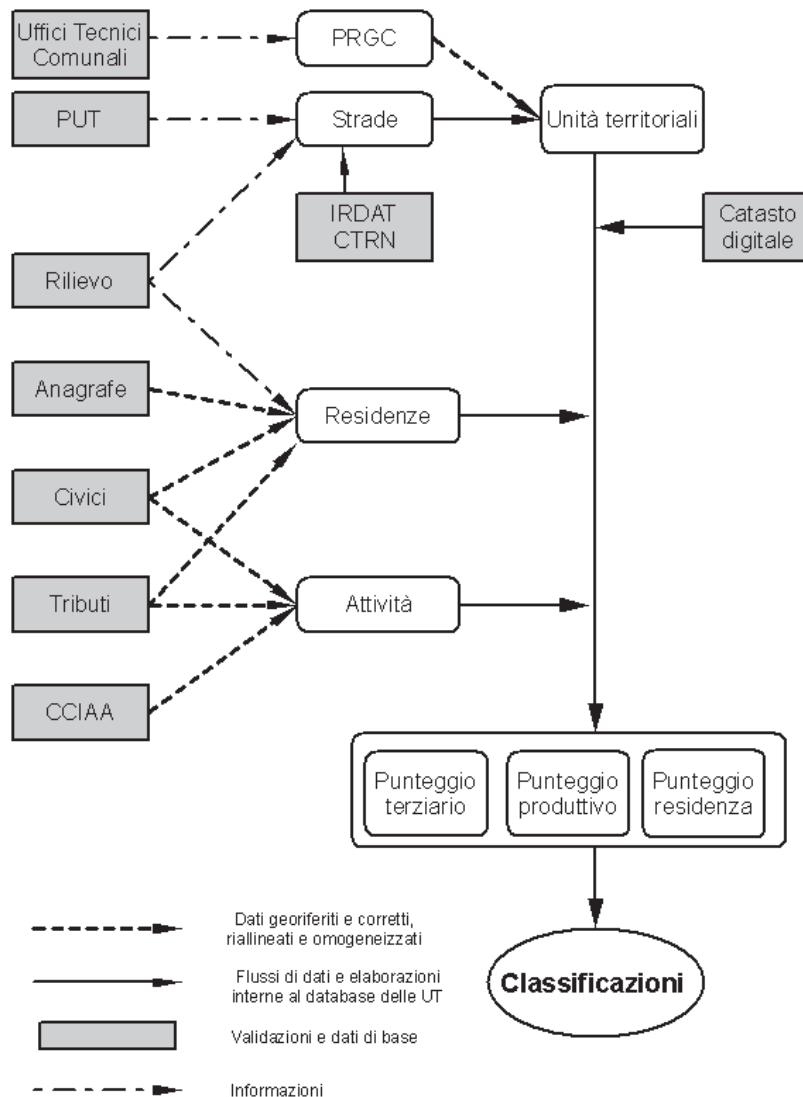 Uffici Tecnici
Comunali
PRGC
PUT
Strade
Unità territoriali
IRDAT
CTRN
Catasto
digitale
Rilievo
Anagrafe
Residenze
Civici
Tributi
Attività
CCIAA
Punteggio
terziario
Punteggio
produttivo
Punteggio
residenza
Dati georiferiti e corretti,
riallineati e omogeneizzati
Flussi di dati e elaborazioni
interne al database delle UT
Classificazioni
Validazioni e dati di base
Informazioni